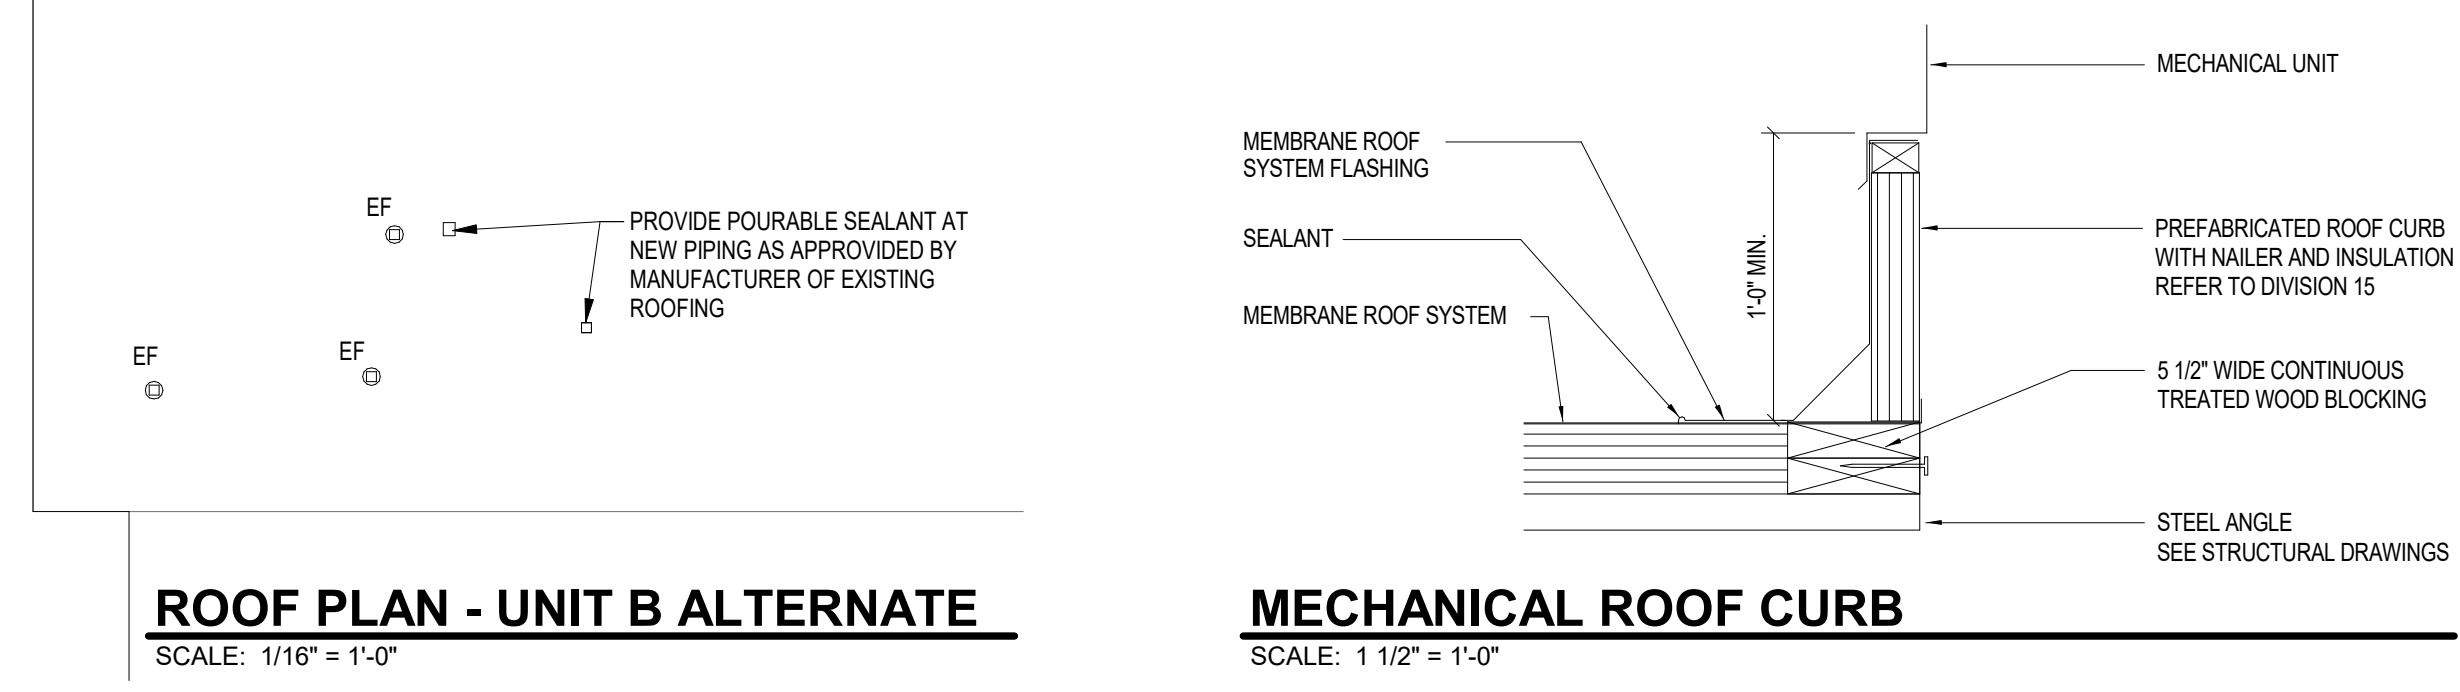 EF
PROVIDE POURABLE SEALANT AT
NEW PIPING AS APPROVIDED BY
MANUFACTURER OF EXISTING
ROOFING
EF
EF
ROOF PLAN - UNIT B ALTERNATE
SCALE: 1/16" = 1'-0"
MECHANICAL UNIT
MEMBRANE ROOF
SYSTEM FLASHING
SEALANT
MEMBRANE ROOF SYSTEM
1'-0" MIN.
PREFABRICATED ROOF CURB
WITH NAILER AND INSULATION
REFER TO DIVISION 15
5 1/2" WIDE CONTINUOUS
TREATED WOOD BLOCKING
STEEL ANGLE
SEE STRUCTURAL DRAWINGS
MECHANICAL ROOF CURB
SCALE: 1 1/2" = 1'-0"